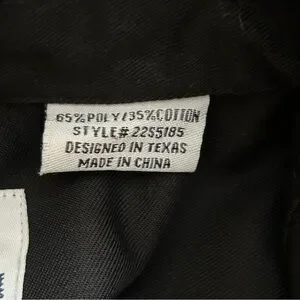 65%POLY/35%COTTON
STYLE# 2255185
DESIGNED IN TEXAS
MADE IN CHINA